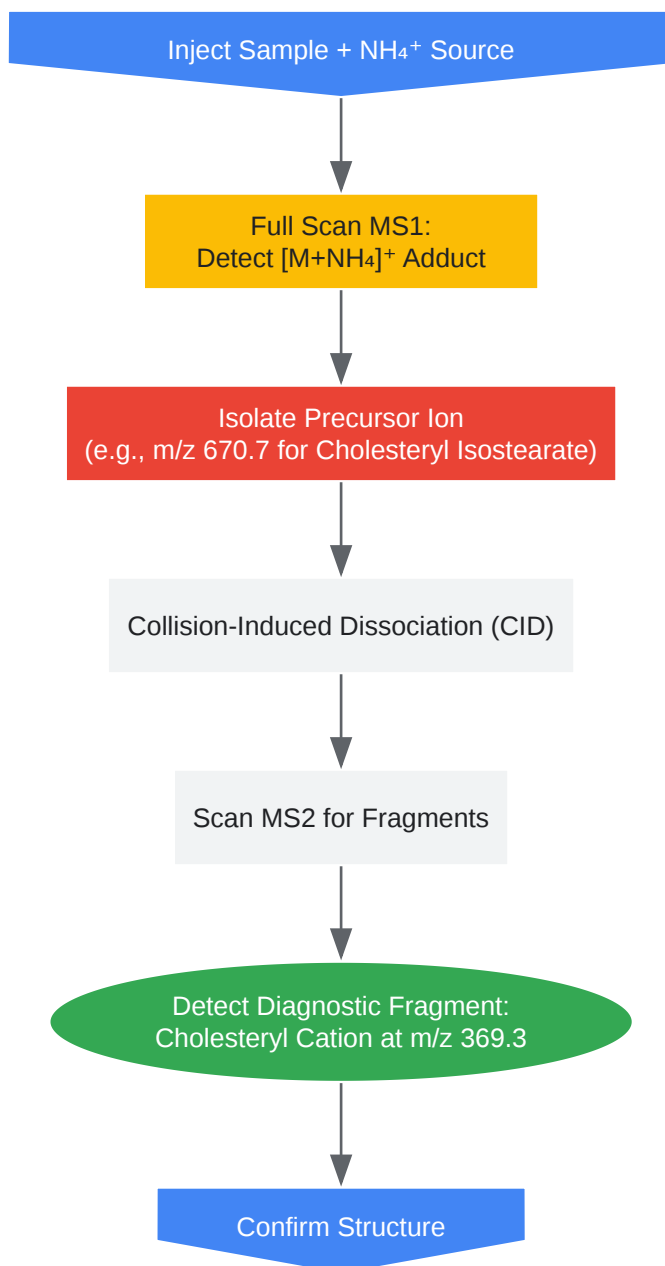 Inject Sample + NH₄⁺ Source
Full Scan MS1:
Detect [M+NH₄]⁺ Adduct
Isolate Precursor Ion
(e.g., m/z 670.7 for Cholesteryl Isostearate)
Collision-Induced Dissociation (CID)
Scan MS2 for Fragments
Detect Diagnostic Fragment:
Cholesteryl Cation at m/z 369.3
Confirm Structure